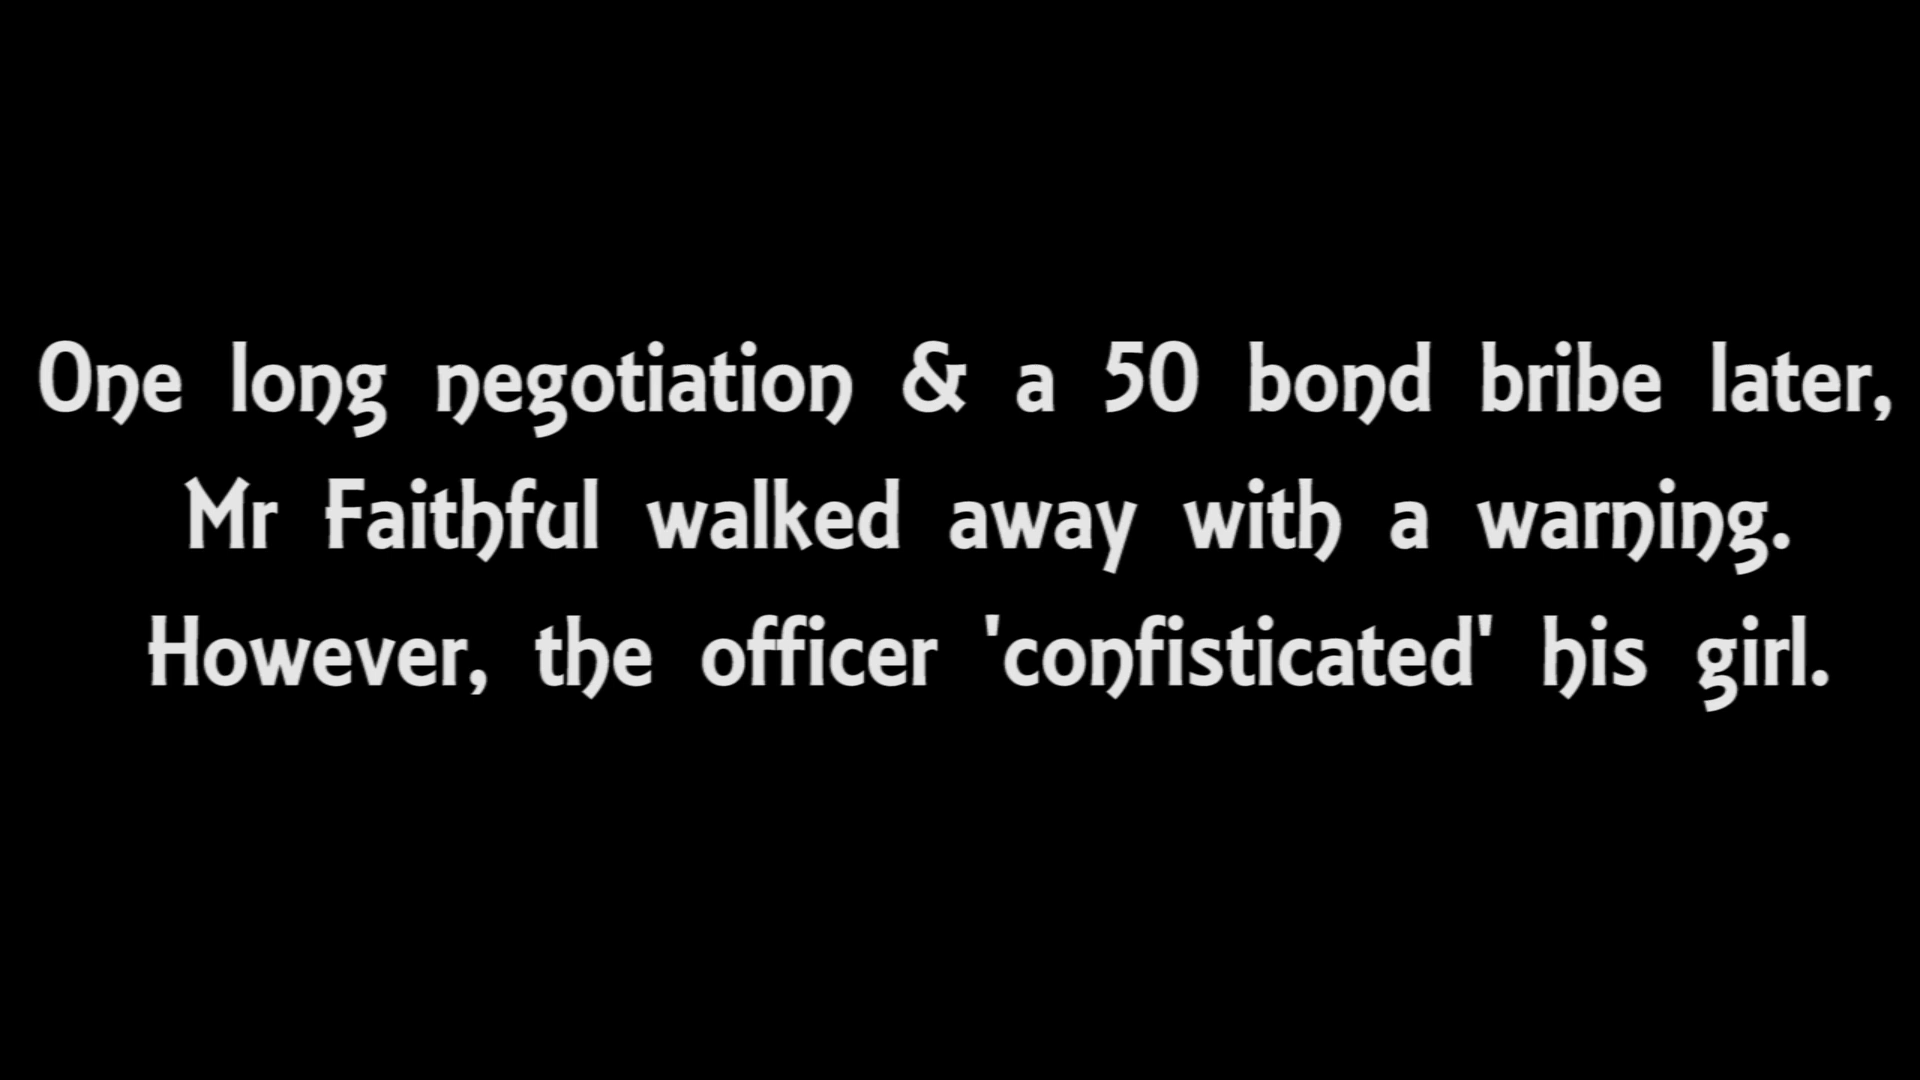 One long negotiation & a 50 bond bribe later,
Mr Faithful walked away with a warning.
However, the officer 'confisticated' his girl.